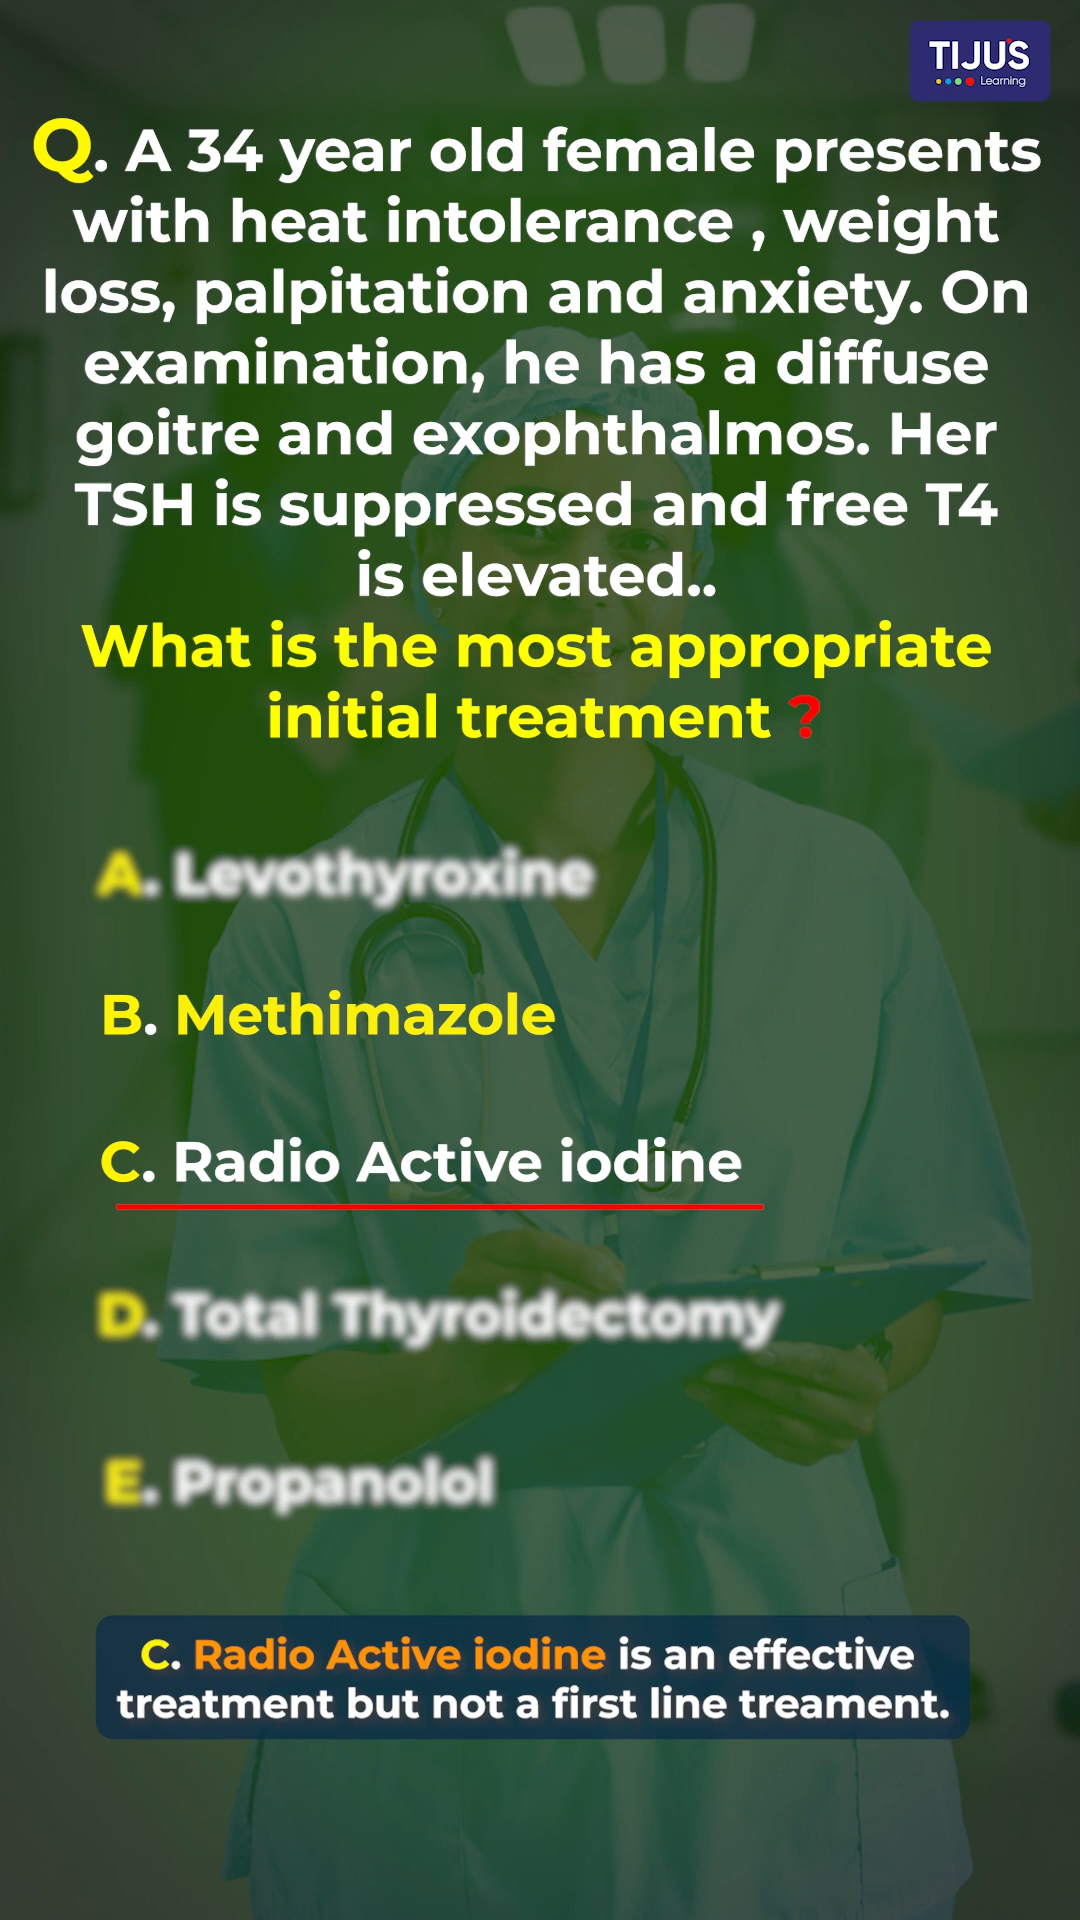 TIJUS
Learning
Q. A 34 year old female presents
with heat intolerance , weight
loss, palpitation and anxiety. On
examination, he has a diffuse
goitre and exophthalmos. Her
TSH is suppressed and free T4
is elevated..
What is the most appropriate
initial treatment ?
A. Levothyroxine
B. Methimazole
C. Radio Active iodine
D. Total Thyroidectomy
E. Propanolol
C. Radio Active iodine is an effective
treatment but not a first line treament.